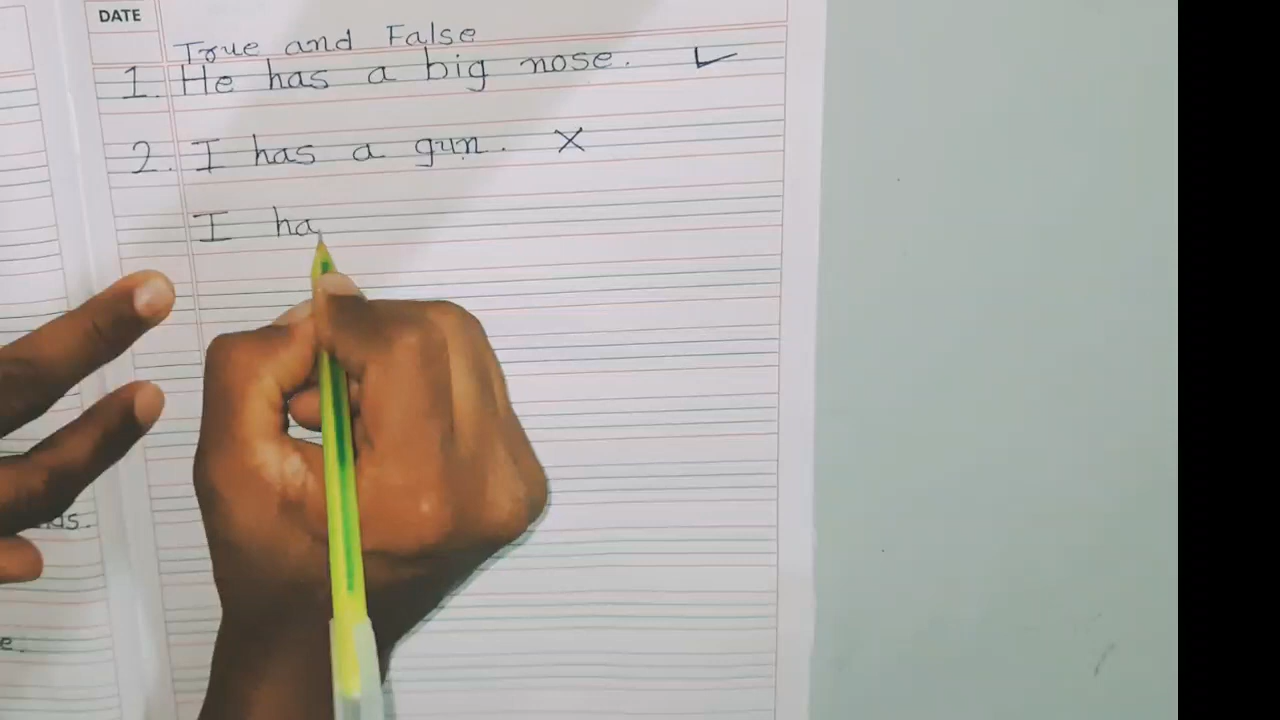 DATE
True and False
1. He has a big nose. ✓
2. I has a gun. X
I ha